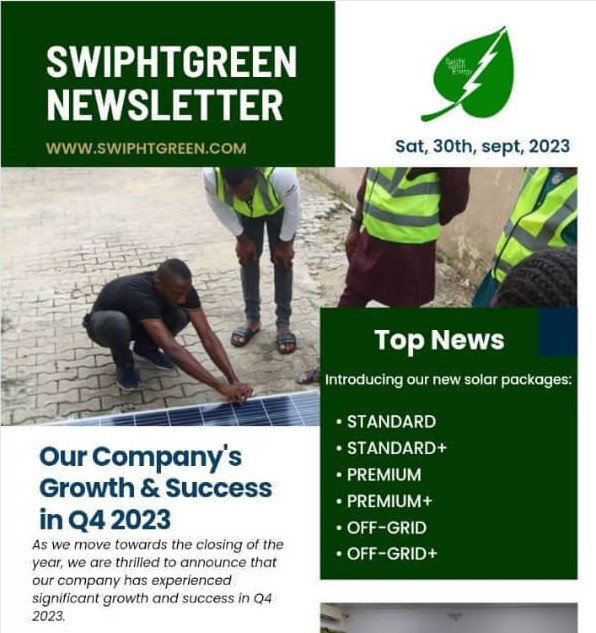 SWIPHTGREEN
NEWSLETTER
WWW.SWIPHTGREEN.COM
Swipht
Green
Energy
Sat, 30th, sept, 2023
Top News
Introducing our new solar packages:
• STANDARD
• STANDARD+
• PREMIUM
• PREMIUM+
• OFF-GRID
• OFF-GRID+
Our Company's
Growth & Success
in Q4 2023
As we move towards the closing of the
year, we are thrilled to announce that
our company has experienced
significant growth and success in Q4
2023.